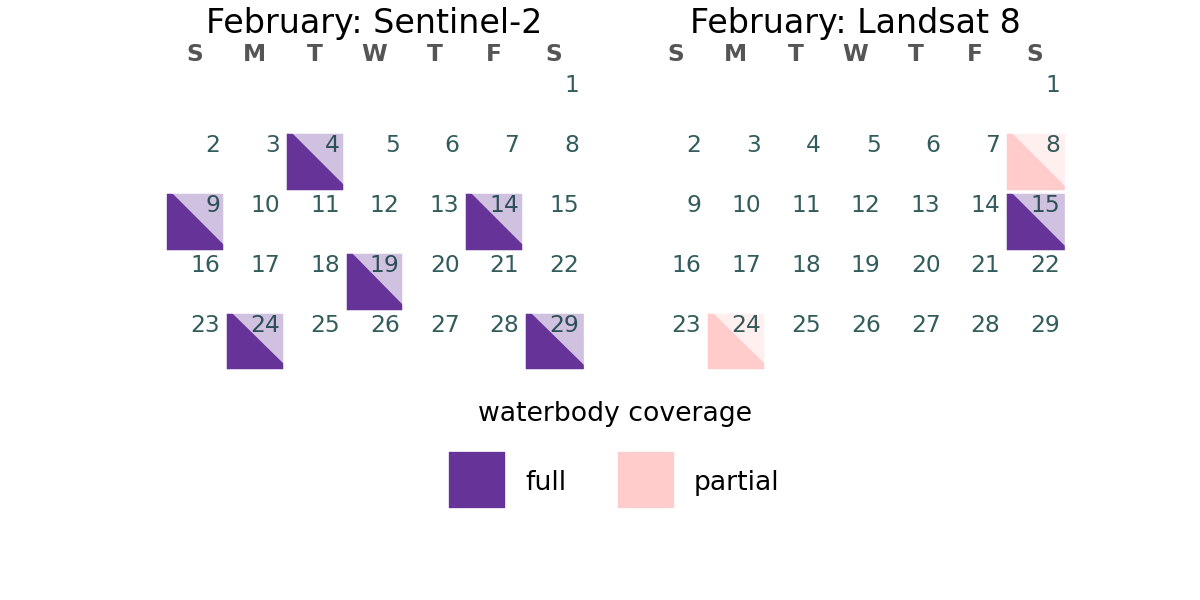 February: Sentinel-2
S M T W T F S
1
2 3 4 5 6 7 8
9 10 11 12 13 14 15
16 17 18 19 20 21 22
23 24 25 26 27 28 29
February: Landsat 8
S M T W T F S
1
2 3 4 5 6 7 8
9 10 11 12 13 14 15
16 17 18 19 20 21 22
23 24 25 26 27 28 29
waterbody coverage
full partial